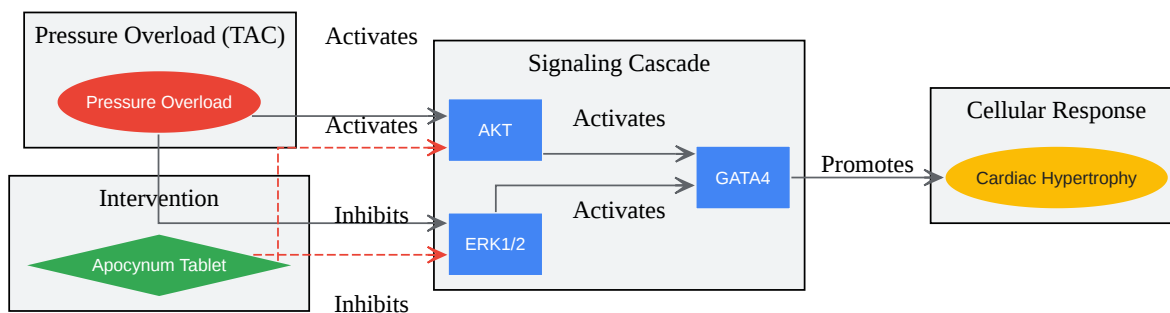 Pressure Overload (TAC)
Pressure Overload
Activates
Activates
Intervention
Apocynum Tablet
Inhibits
Inhibits
Signaling Cascade
AKT
Activates
GATA4
ERK1/2
Activates
Promotes
Cellular Response
Cardiac Hypertrophy